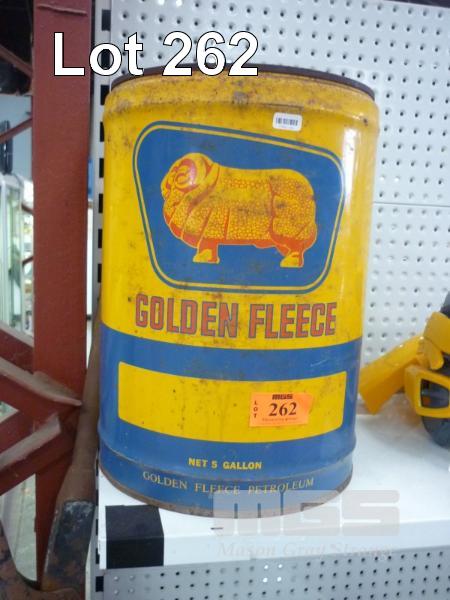 Lot 262
GOLDEN FLEECE
MGS
LOT
262
NET 5 GALLON
GOLDEN FLEECE PETROLEUM
MGS
Mason Gray Strange